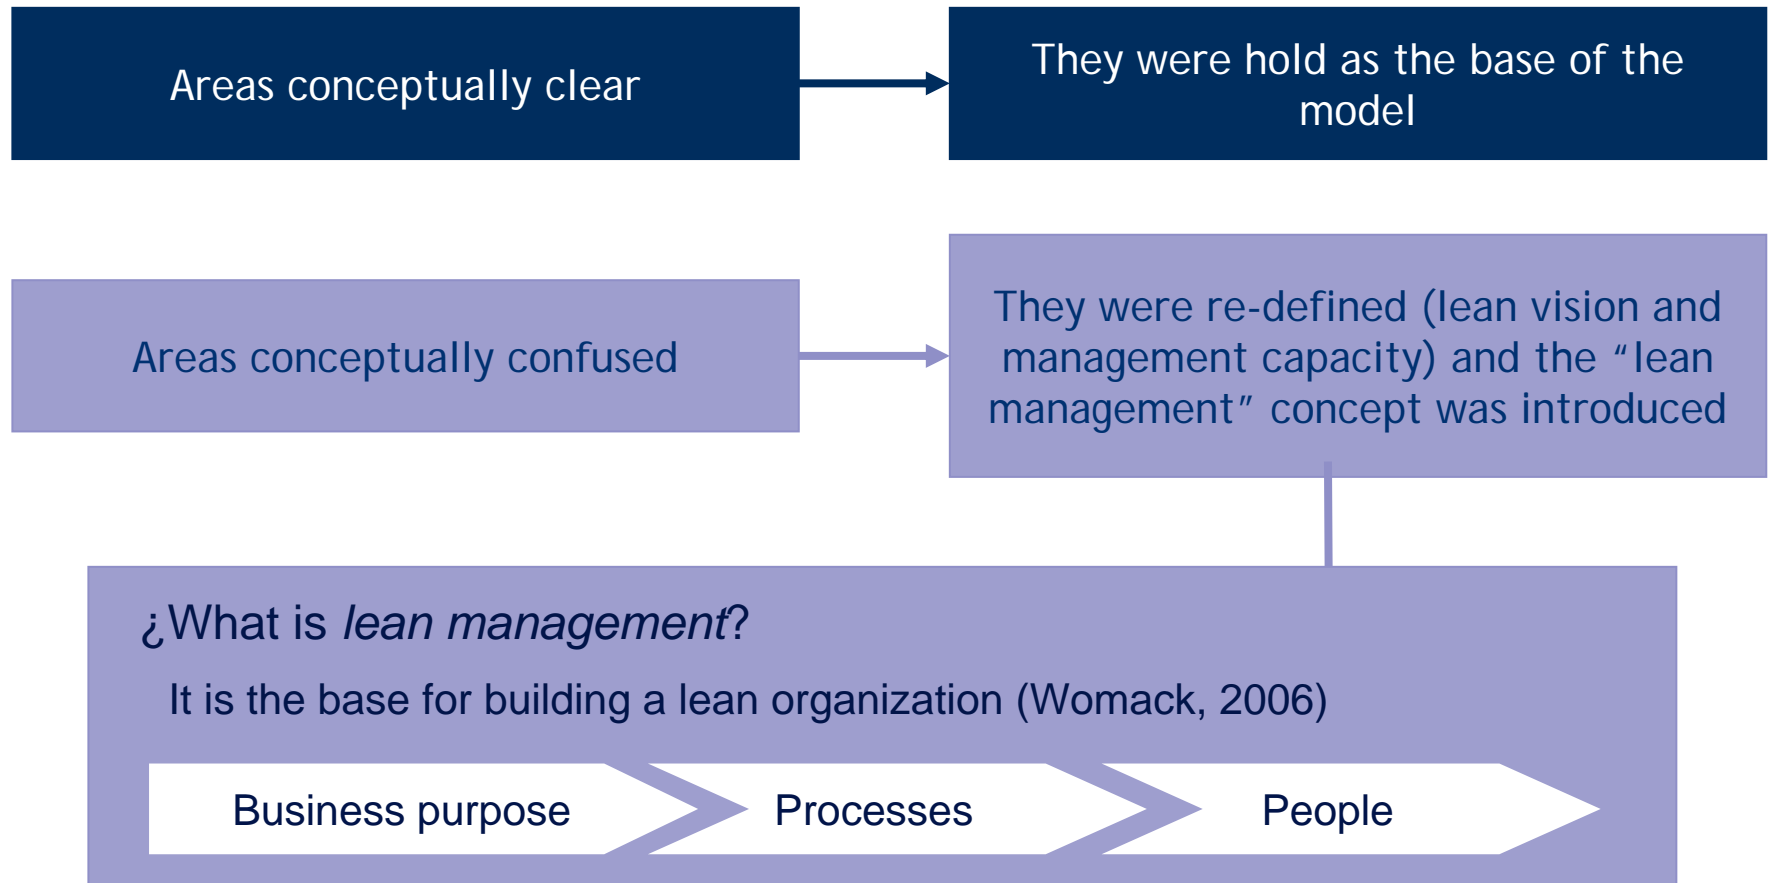 Areas conceptually clear
They were hold as the base of the
model
Areas conceptually confused
They were re-defined (lean vision and
management capacity) and the “lean
management” concept was introduced
¿What is lean management?
It is the base for building a lean organization (Womack, 2006)
Business purpose
Processes
People